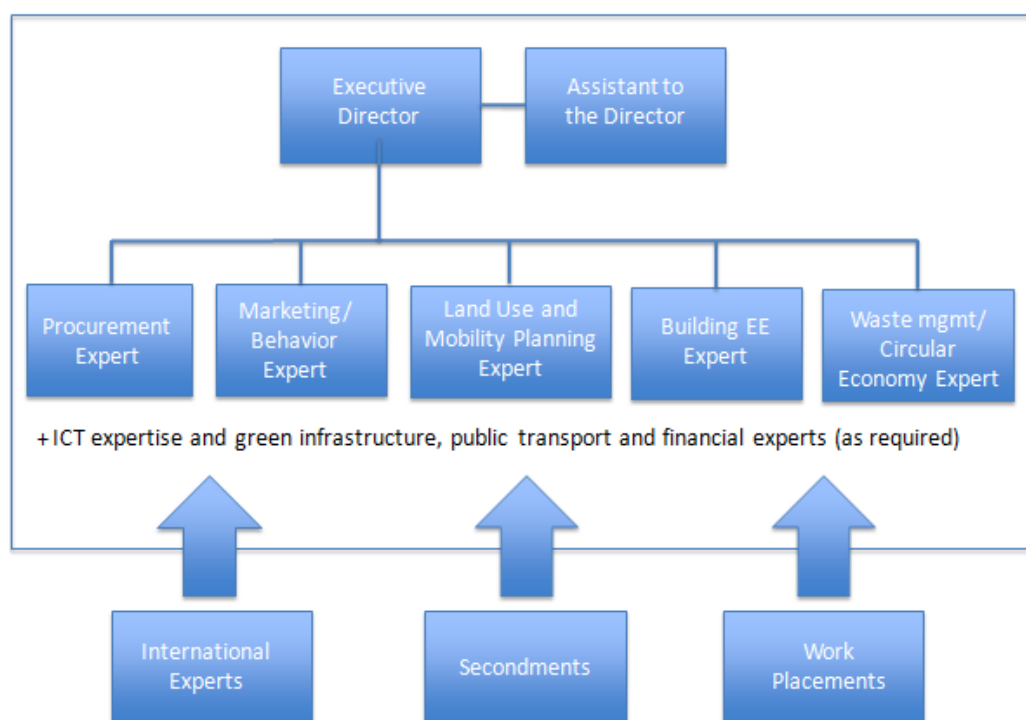 Executive
Director
Assistant to
the Director
Procurement
Expert
Marketing/
Behavior
Expert
Land Use and
Mobility Planning
Expert
Building EE
Expert
Waste mgmt/
Circular
Economy Expert
+ ICT expertise and green infrastructure, public transport and financial experts (as required)
International
Experts
Secondments
Work
Placements